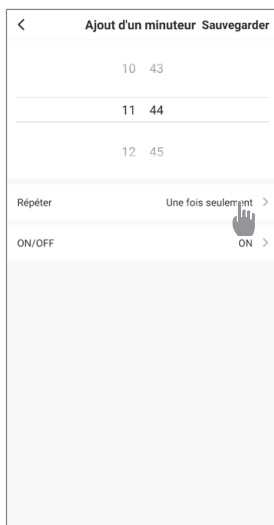 Ajout d'un minuteur Sauvegarder
10 43
11 44
12 45
Répéter Une fois seulement
ON/OFF ON